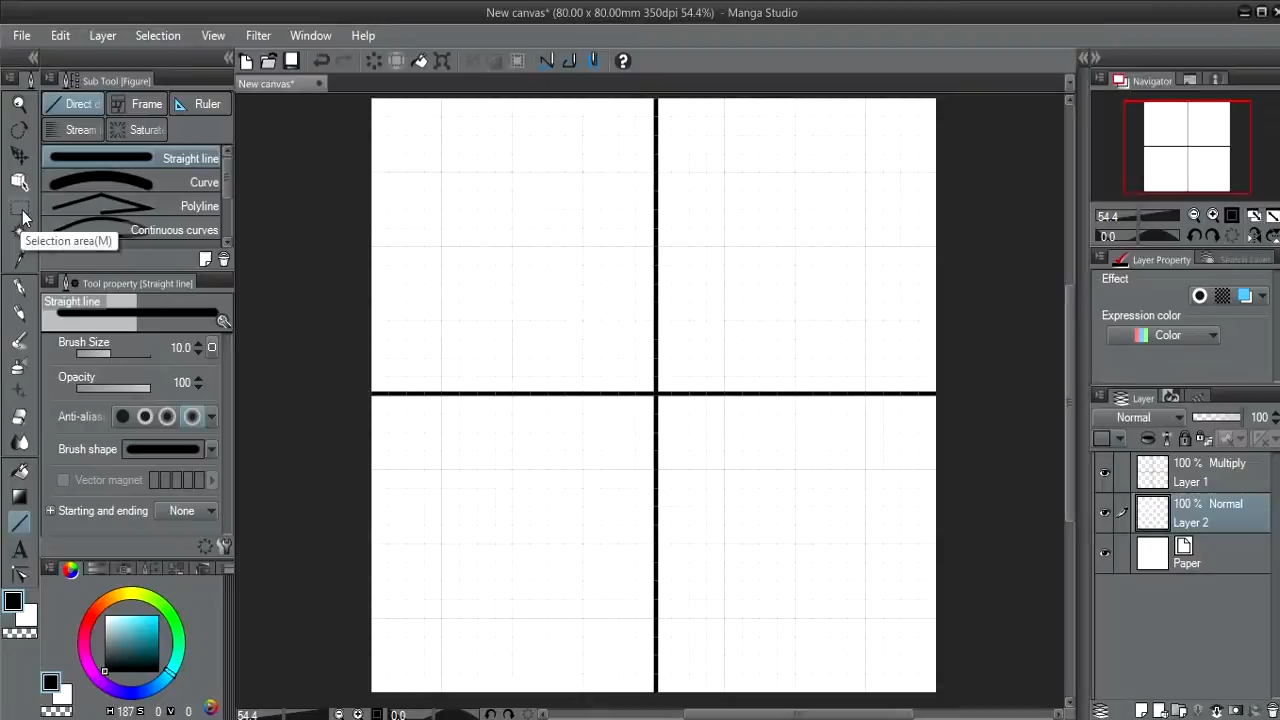 New canvas* (80.00 x 80.00mm 350dpi 54.4%) - Manga Studio
File Edit Layer Selection View Filter Window Help
Sub Tool [Figure]
New canvas*
Navigator
Direct d
Frame
Ruler
Stream
Saturate
Straight line
Curve
Polyline
Continuous curves
Selection area(M)
Tool property [Straight line]
Straight line
Brush Size 10.0
Opacity 100
Anti-alias
Brush shape
Vector magnet
Starting and ending None
H 187 S 0 V 0
54.4
0.0
54.4
0.0
Layer Property
Search Layer
Effect
Expression color
Color
Layer
Normal 100
100 % Multiply
Layer 1
100 % Normal
Layer 2
Paper